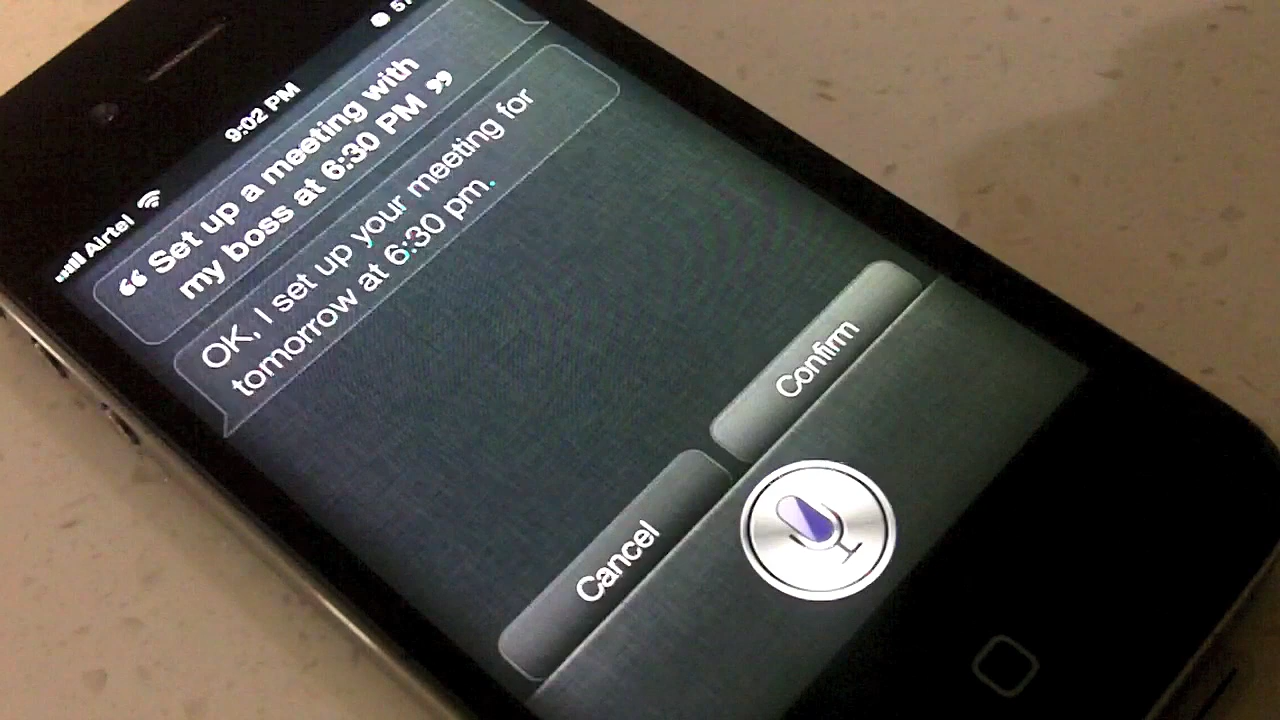 Airtel 9:02 PM
“ Set up a meeting with
my boss at 6:30 PM ”
OK, I set up your meeting for
tomorrow at 6:30 pm.
Cancel Confirm